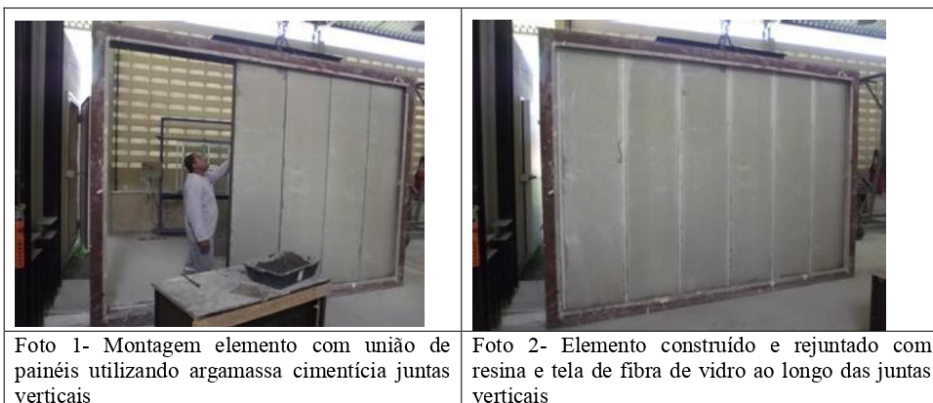 Foto 1- Montagem elemento com união de
painéis utilizando argamassa cimentícia juntas
verticais
Foto 2- Elemento construído e rejuntado com
resina e tela de fibra de vidro ao longo das juntas
verticais